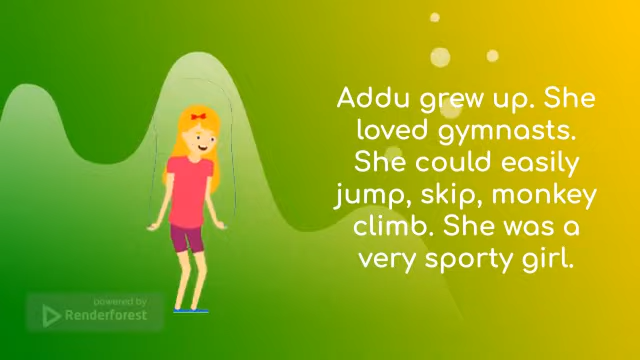 Addu grew up. She
loved gymnasts.
She could easily
jump, skip, monkey
climb. She was a
very sporty girl.
powered by
Renderforest